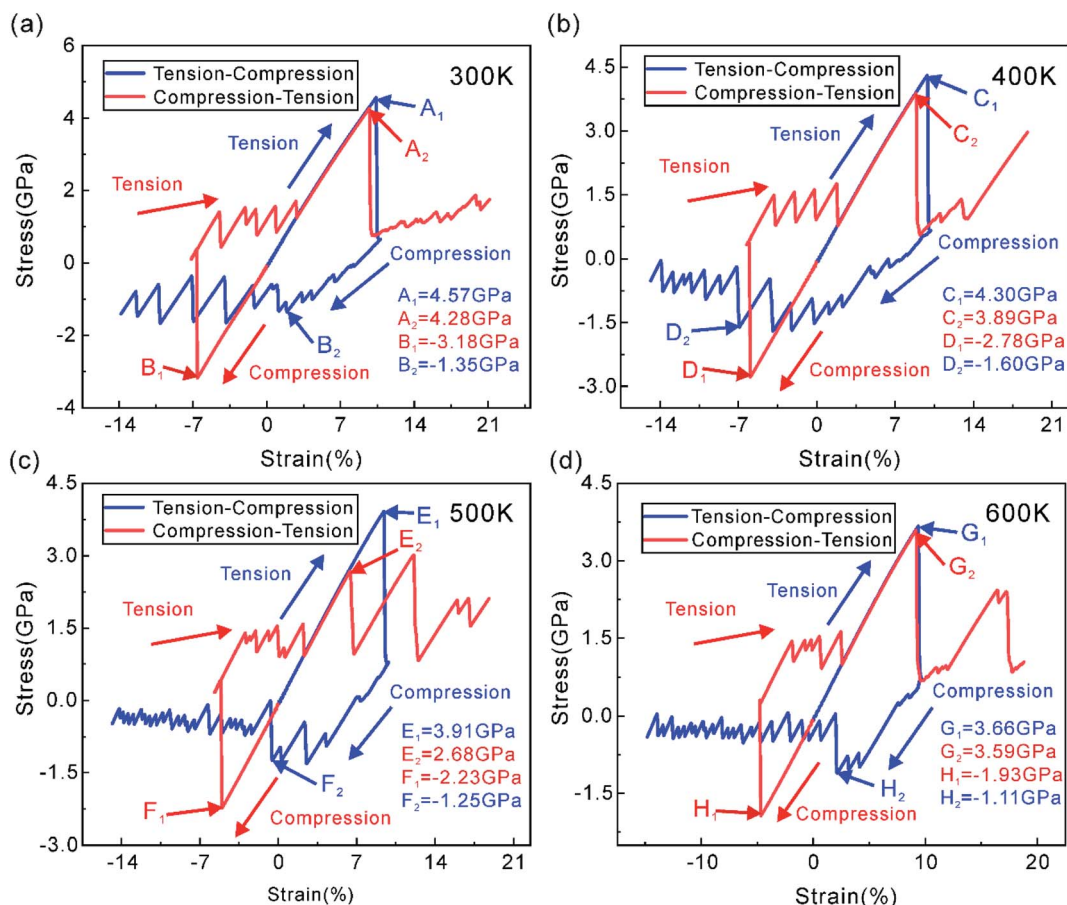 (a)
6
4
2
0
-2
-4
Stress(GPa)
-14 -7 0 7 14 21
Strain(%)
Tension-Compression
Compression-Tension
300K
A1
A2
Tension
Tension
Compression
B2
B1
Compression
A1=4.57GPa
A2=4.28GPa
B1=-3.18GPa
B2=-1.35GPa
(b)
4.5
3.0
1.5
0.0
-1.5
-3.0
Stress(GPa)
-14 -7 0 7 14 21
Strain(%)
Tension-Compression
Compression-Tension
400K
C1
C2
Tension
Tension
Compression
D2
D1
Compression
C1=4.30GPa
C2=3.89GPa
D1=-2.78GPa
D2=-1.60GPa
(c)
4.5
3.0
1.5
0.0
-1.5
-3.0
Stress(GPa)
-14 -7 0 7 14 21
Strain(%)
Tension-Compression
Compression-Tension
500K
E1
E2
Tension
Tension
Compression
F2
F1
Compression
E1=3.91GPa
E2=2.68GPa
F1=-2.23GPa
F2=-1.25GPa
(d)
4.5
3.0
1.5
0.0
-1.5
Stress(GPa)
-10 0 10 20
Strain(%)
Tension-Compression
Compression-Tension
600K
G1
G2
Tension
Tension
Compression
H2
H1
Compression
G1=3.66GPa
G2=3.59GPa
H1=-1.93GPa
H2=-1.11GPa